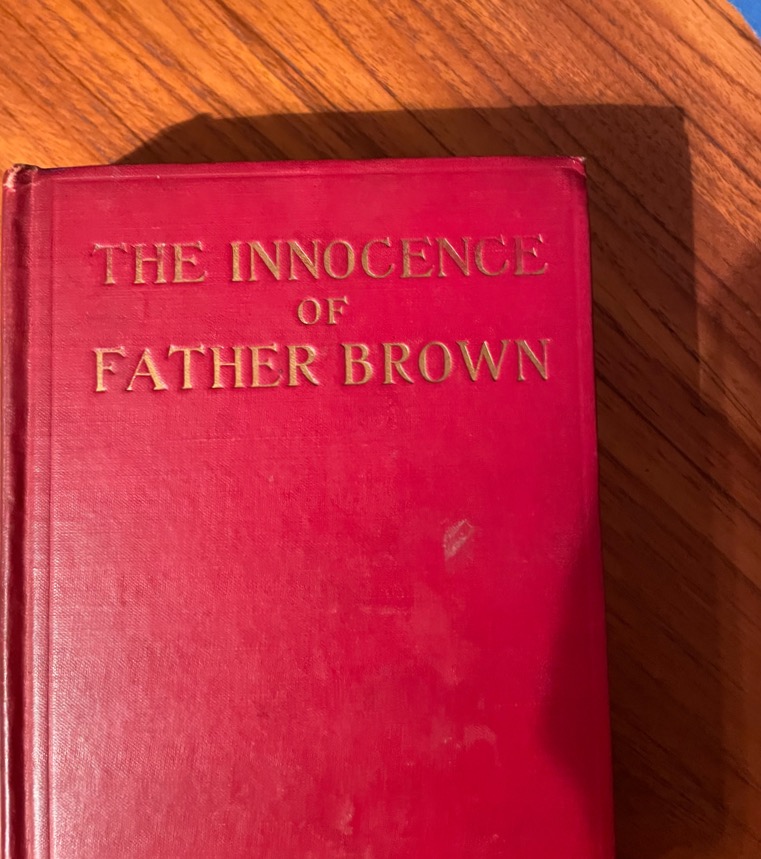 THE INNOCENCE
OF
FATHER BROWN